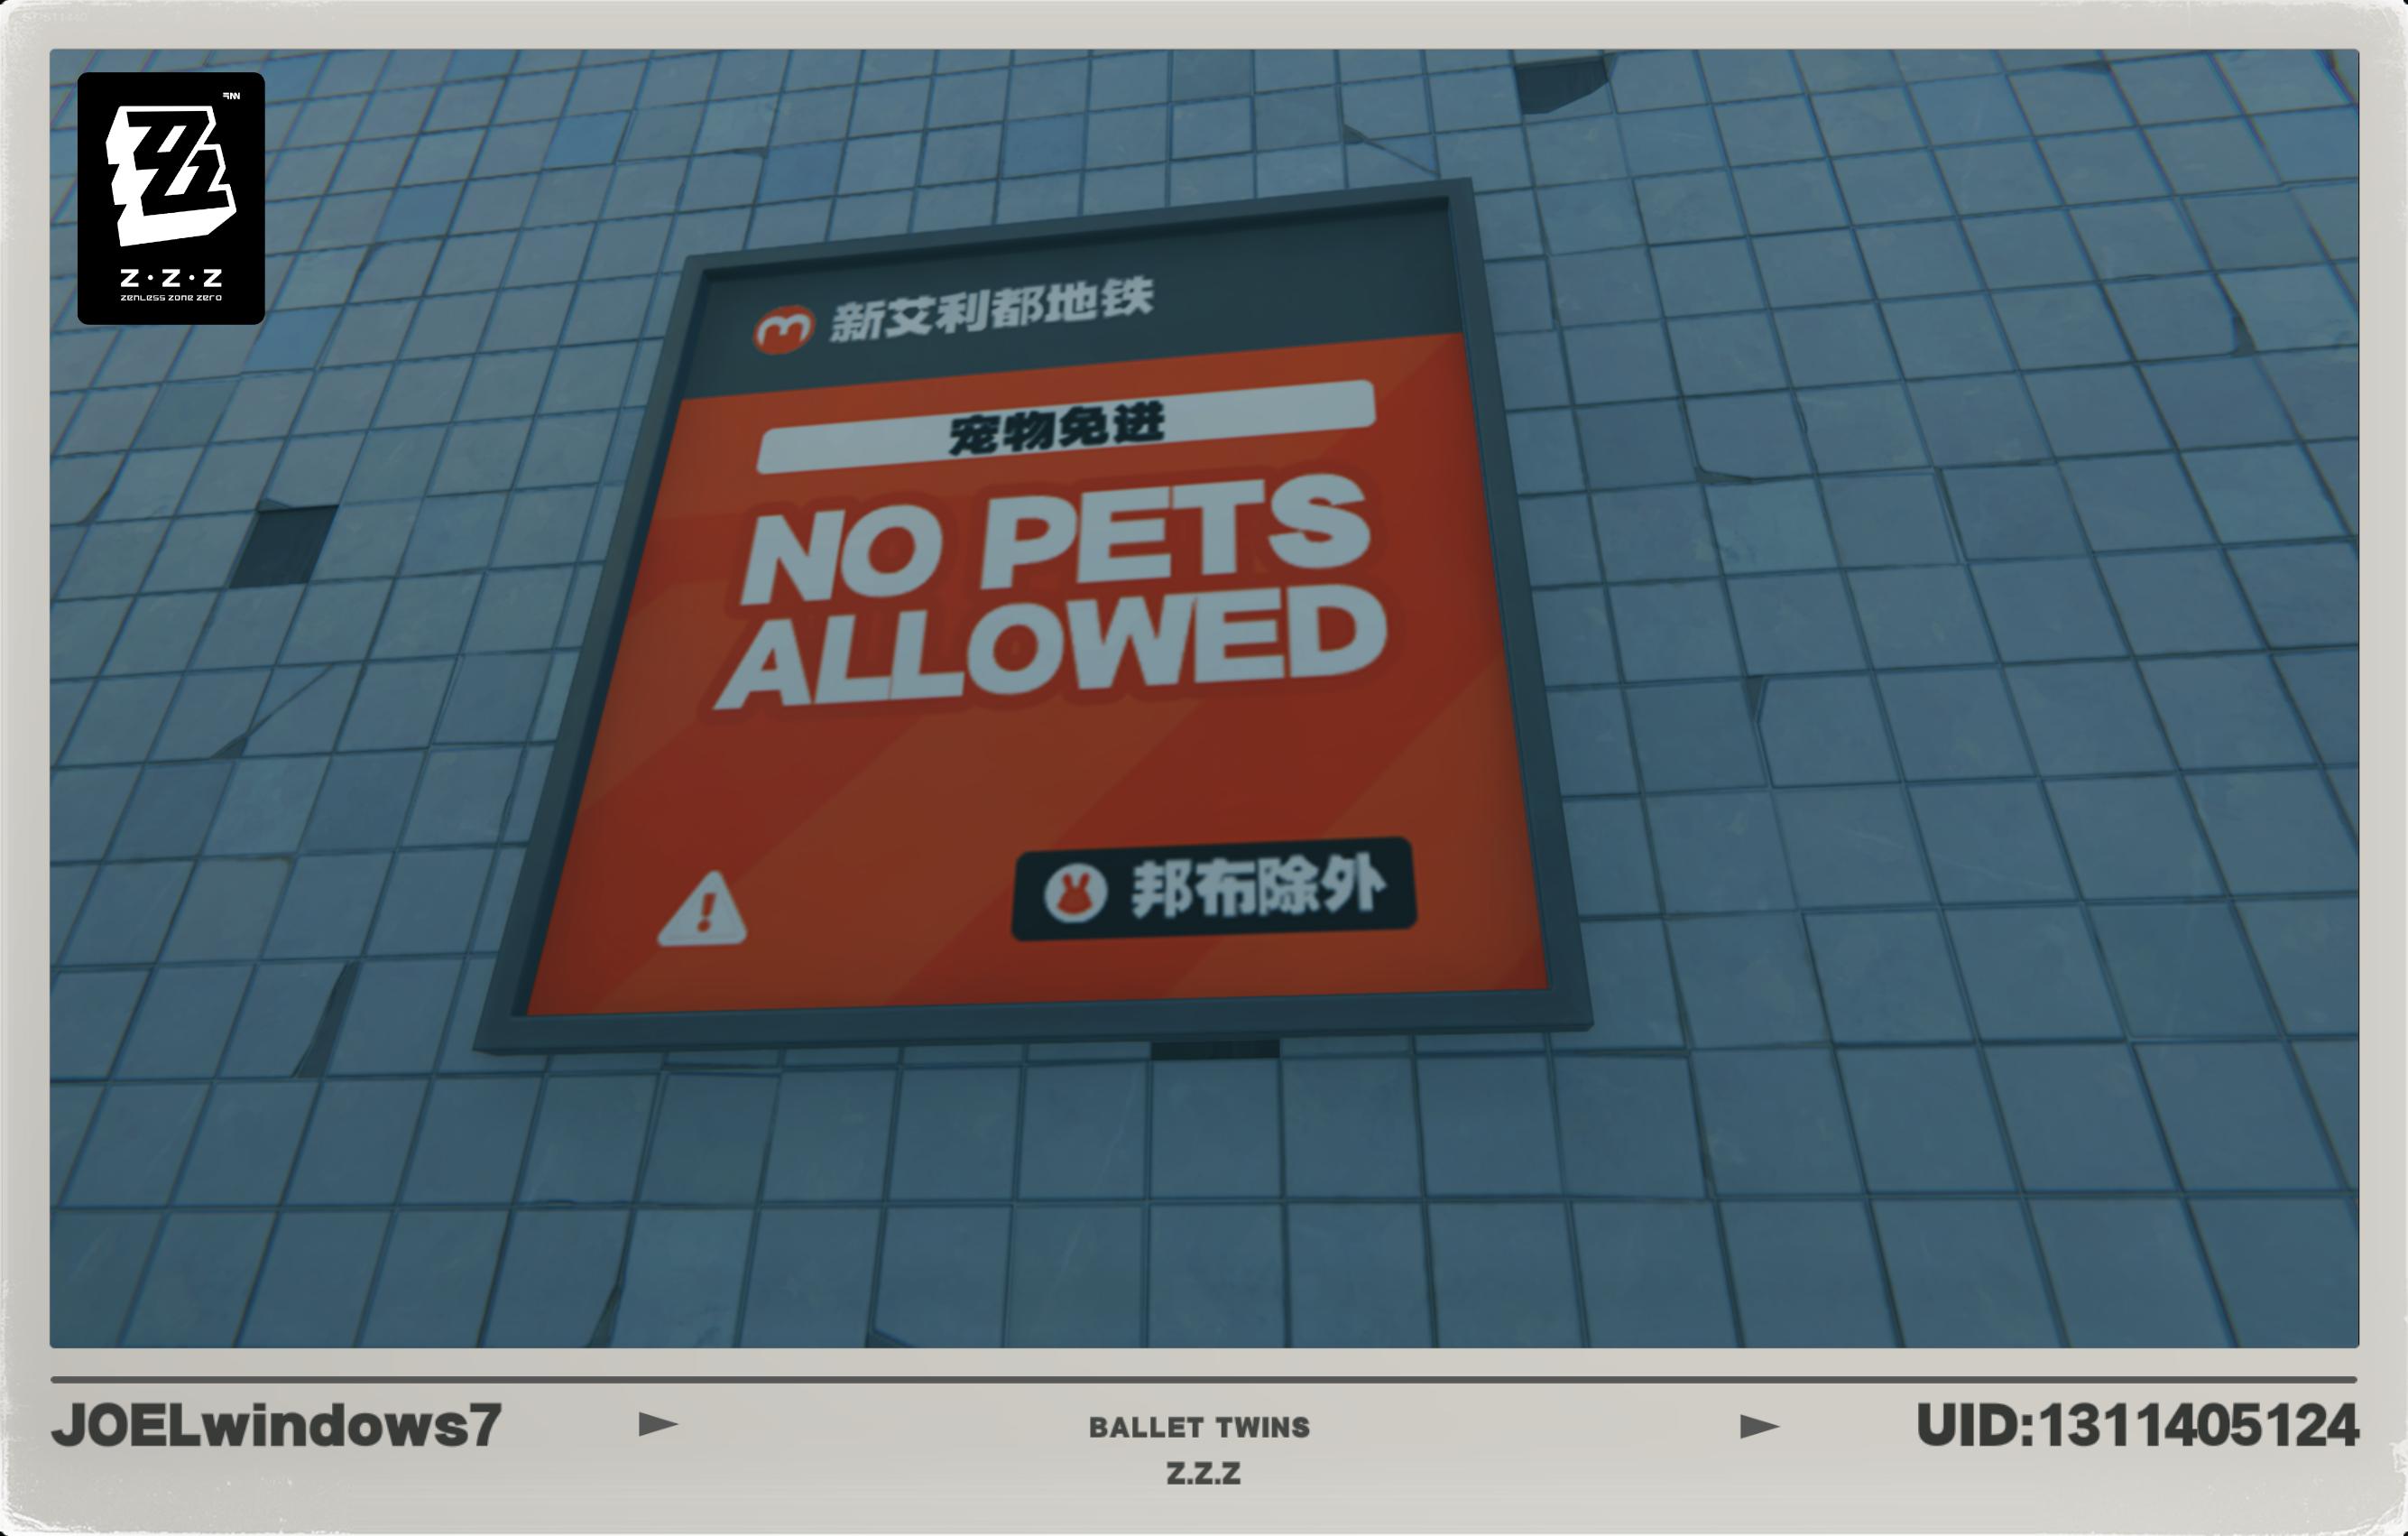 Z·Z·Z
ZENLESS ZONE ZERO
新艾利都地铁
宠物免进
NO PETS
ALLOWED
邦布除外
JOELwindows7
BALLET TWINS
Z.Z.Z
UID:1311405124